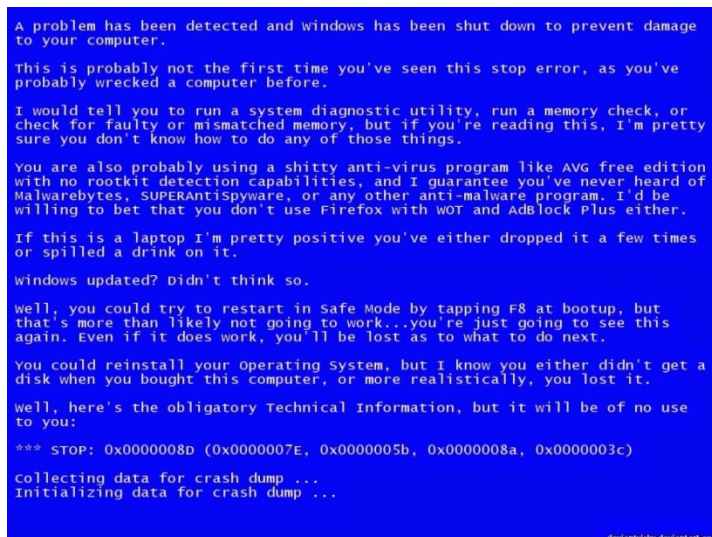 A problem has been detected and Windows has been shut down to prevent damage
to your computer.
This is probably not the first time you've seen this stop error, as you've
probably wrecked a computer before.
I would tell you to run a system diagnostic utility, run a memory check, or
check for faulty or mismatched memory, but if you're reading this, I'm pretty
sure you don't know how to do any of those things.
You are also probably using a shitty anti-virus program like AVG free edition
with no rootkit detection capabilities, and I guarantee you've never heard of
Malwarebytes, SUPERAntiSpyware, or any other anti-malware program. I'd be
willing to bet that you don't use Firefox with WOT and AdBlock Plus either.
If this is a laptop I'm pretty positive you've either dropped it a few times
or spilled a drink on it.
Windows updated? Didn't think so.
Well, you could try to restart in Safe Mode by tapping F8 at bootup, but
that's more than likely not going to work...you're just going to see this
again. Even if it does work, you'll be lost as to what to do next.
You could reinstall your Operating System, but I know you either didn't get a
disk when you bought this computer, or more realistically, you lost it.
Well, here's the obligatory Technical Information, but it will be of no use
to you:
*** STOP: 0x0000008D (0x0000007E, 0x0000005b, 0x0000008a, 0x0000003c)
Collecting data for crash dump ...
Initializing data for crash dump ...